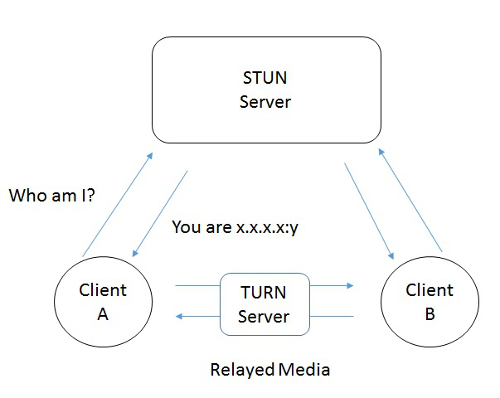 STUN
Server
Who am I?
You are x.x.x.x:y
Client
A
TURN
Server
Client
B
Relayed Media